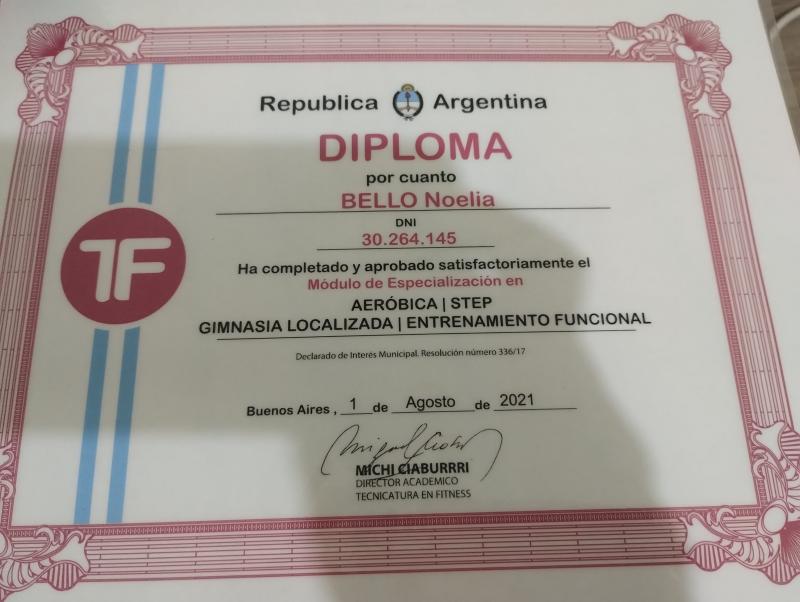 Republica Argentina
DIPLOMA
por cuanto
BELLO Noelia
DNI
30.264.145
Ha completado y aprobado satisfactoriamente el
Módulo de Especialización en
AERÓBICA | STEP
GIMNASIA LOCALIZADA | ENTRENAMIENTO FUNCIONAL
Declarado de Interés Municipal. Resolución número 336/17
TF
Buenos Aires , 1 de Agosto de 2021
MICHI CIABURRRI
DIRECTOR ACADEMICO
TECNICATURA EN FITNESS